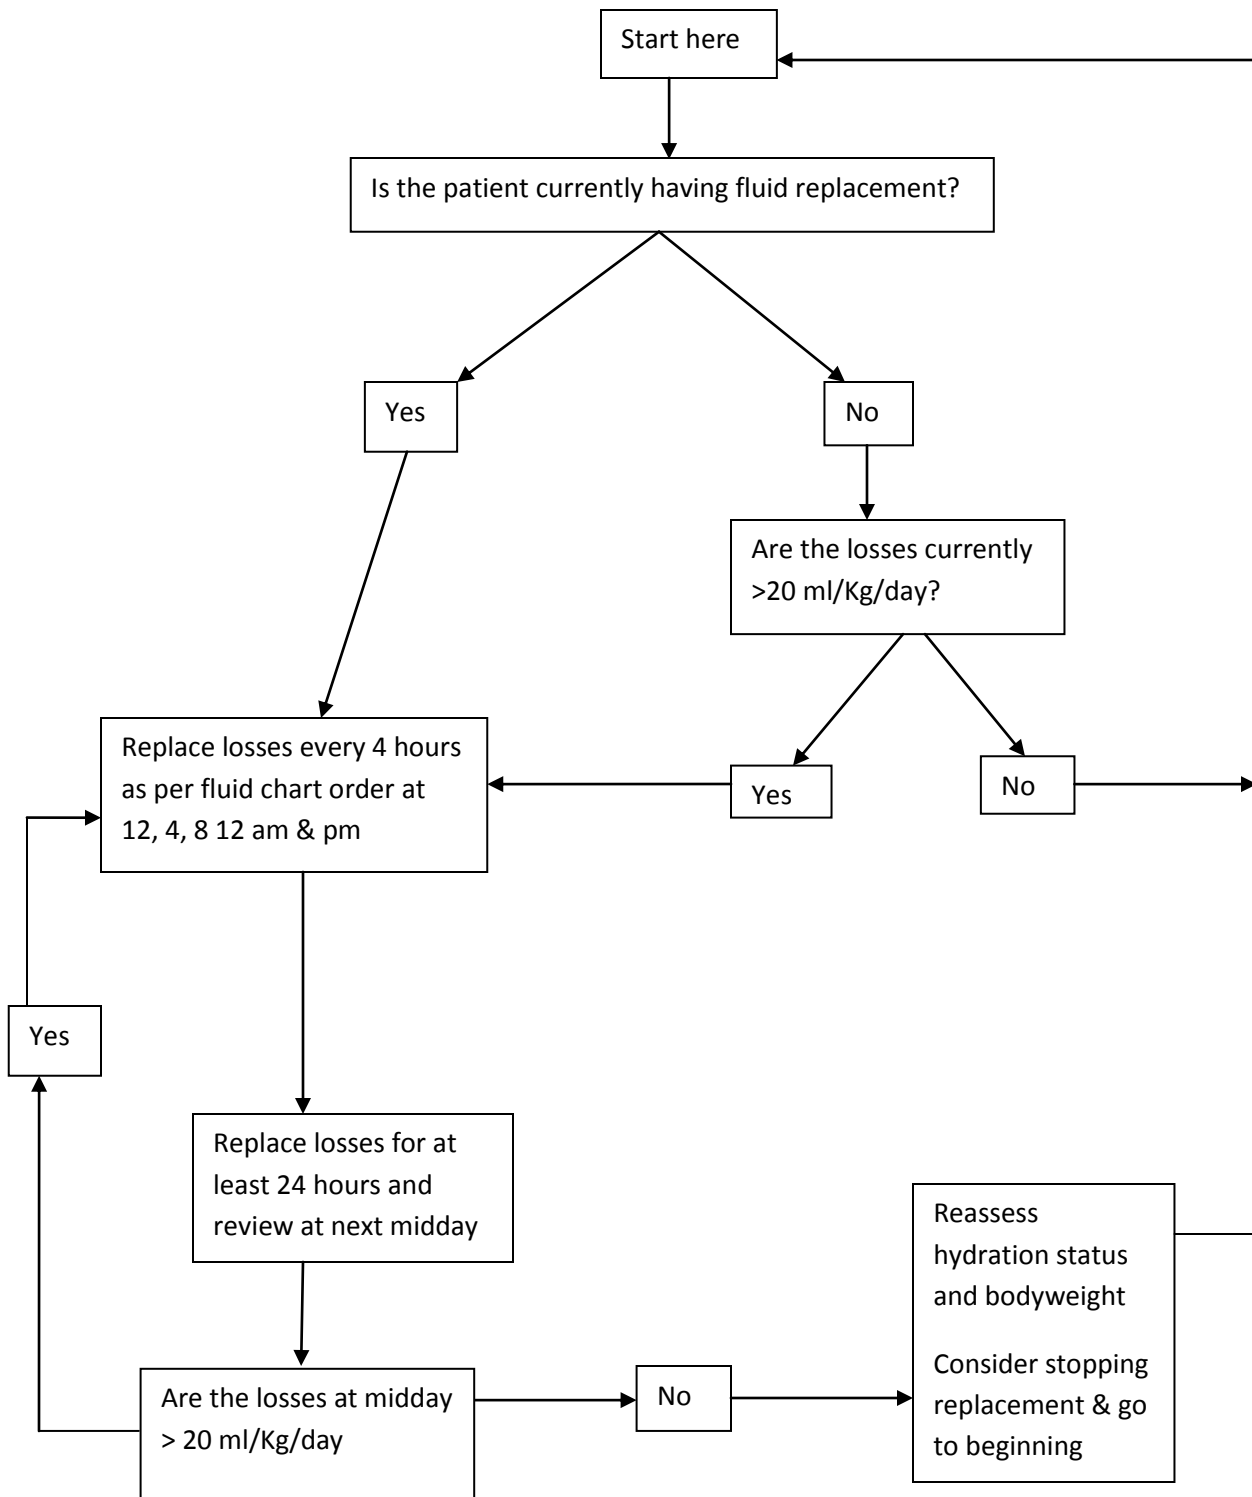 Start here
Is the patient currently having fluid replacement?
Yes
No
Are the losses currently
>20 ml/Kg/day?
Replace losses every 4 hours
as per fluid chart order at
12, 4, 8 12 am & pm
Yes
No
Yes
Replace losses for at
least 24 hours and
review at next midday
Are the losses at midday
> 20 ml/Kg/day
No
Reassess
hydration status
and bodyweight
Consider stopping
replacement & go
to beginning